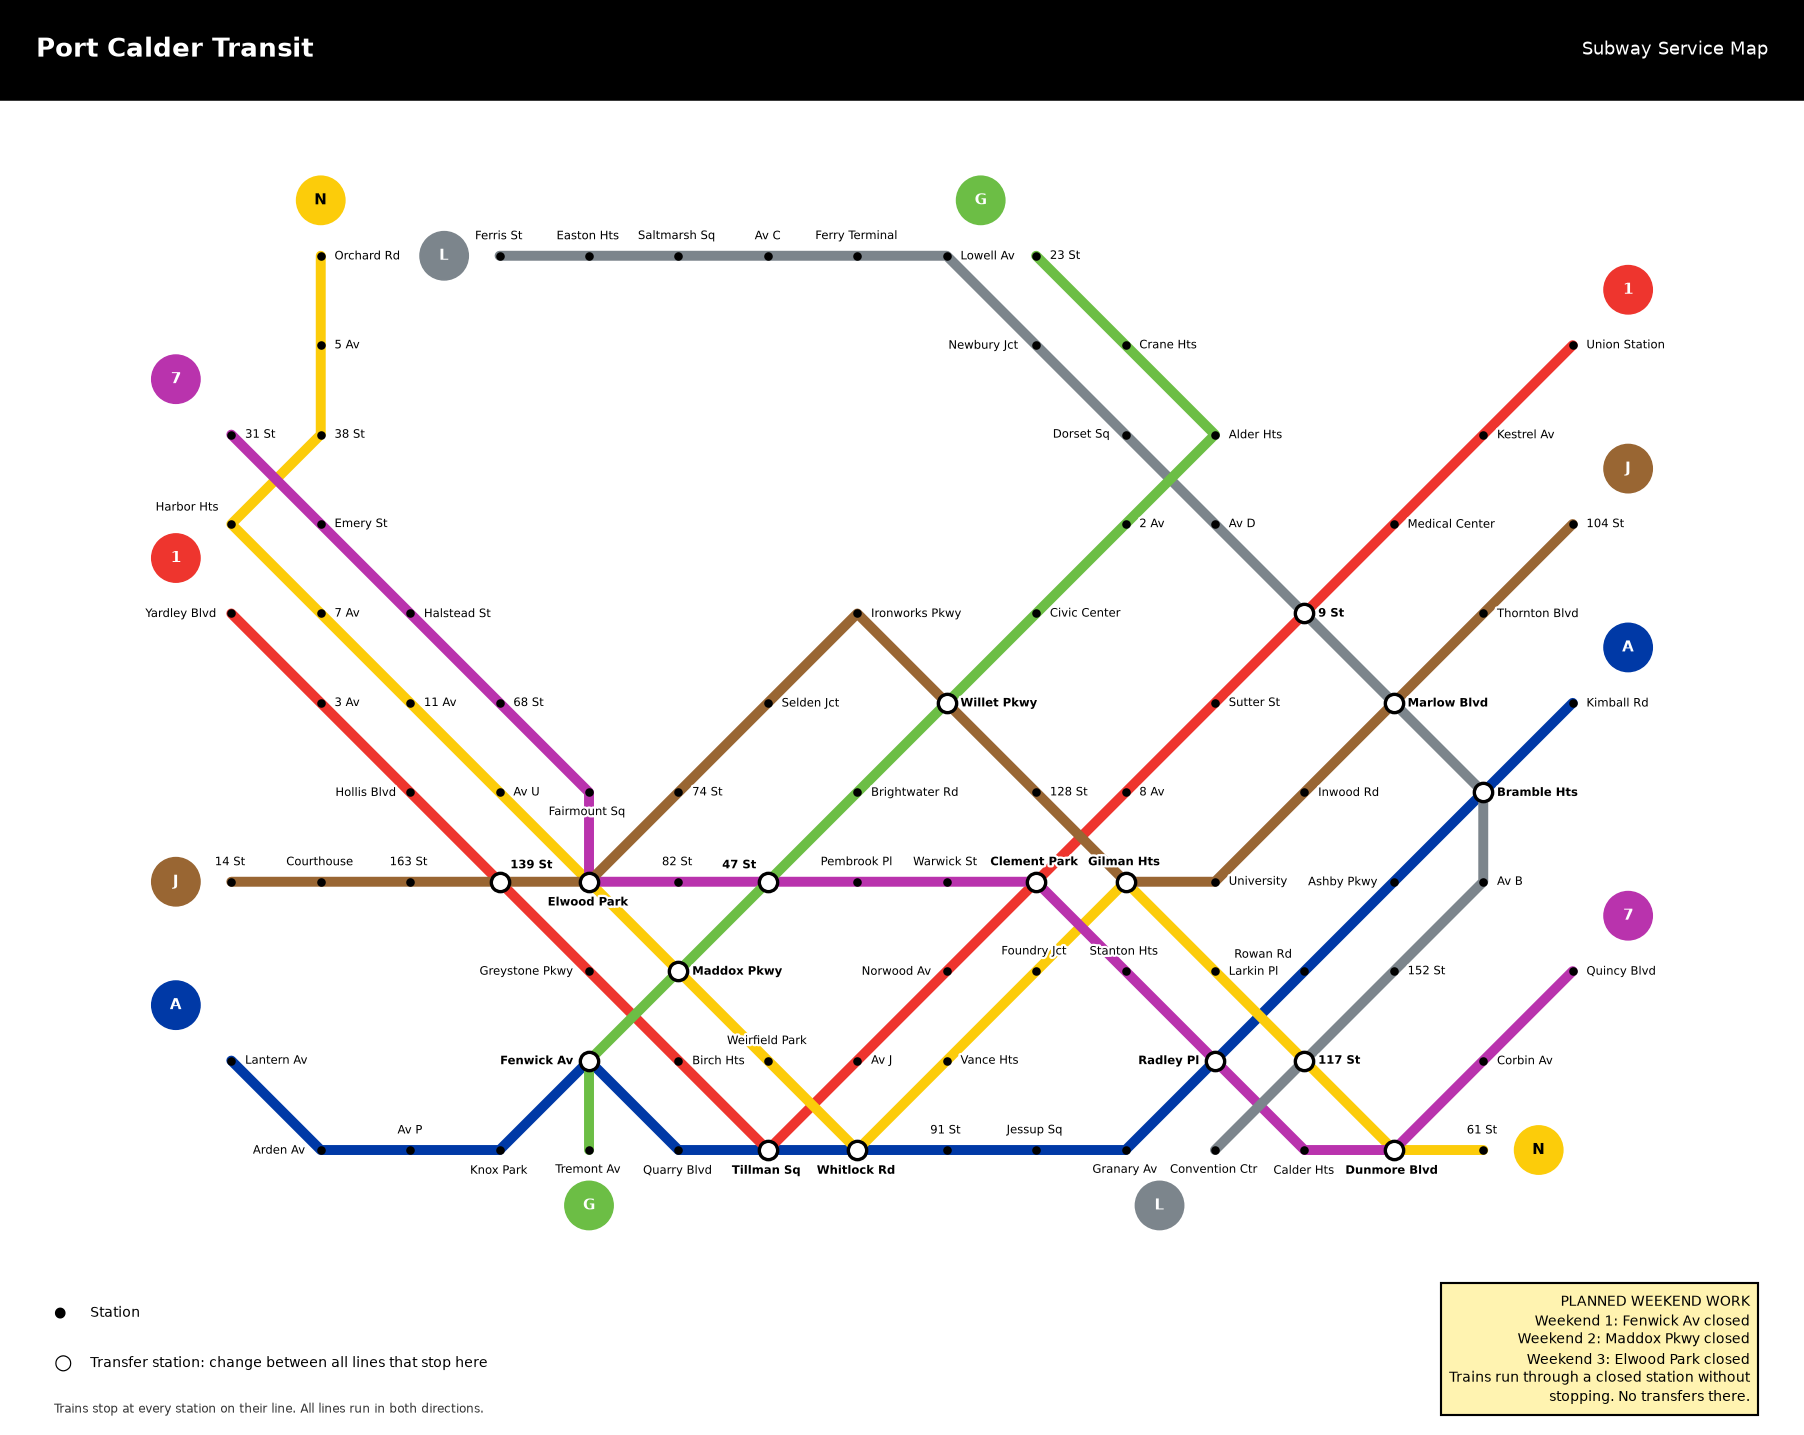 Port Calder Transit
Subway Service Map
N
G
Ferris St
Easton Hts
Saltmarsh Sq
Av C
Ferry Terminal
Orchard Rd
L
Lowell Av
23 St
1
5 Av
Newbury Jct
Crane Hts
Union Station
7
31 St
38 St
Dorset Sq
Alder Hts
Kestrel Av
J
Harbor Hts
Emery St
2 Av
Av D
Medical Center
104 St
1
Yardley Blvd
7 Av
Halstead St
Ironworks Pkwy
Civic Center
9 St
Thornton Blvd
A
3 Av
11 Av
68 St
Selden Jct
Willet Pkwy
Sutter St
Marlow Blvd
Kimball Rd
Hollis Blvd
Av U
Fairmount Sq
74 St
Brightwater Rd
128 St
8 Av
Inwood Rd
Bramble Hts
14 St
Courthouse
163 St
139 St
82 St
47 St
Pembrook Pl
Warwick St
Clement Park
Gilman Hts
J
Elwood Park
University
Ashby Pkwy
Av B
7
Foundry Jct
Stanton Hts
Rowan Rd
Greystone Pkwy
Maddox Pkwy
Norwood Av
Larkin Pl
152 St
Quincy Blvd
A
Weirfield Park
Lantern Av
Fenwick Av
Birch Hts
Av J
Vance Hts
Radley Pl
117 St
Corbin Av
Av P
91 St
Jessup Sq
61 St
Arden Av
N
Knox Park
Tremont Av
Quarry Blvd
Tillman Sq
Whitlock Rd
Granary Av
Convention Ctr
Calder Hts
Dunmore Blvd
G
L
Station
Transfer station: change between all lines that stop here
Trains stop at every station on their line. All lines run in both directions.
PLANNED WEEKEND WORK
Weekend 1: Fenwick Av closed
Weekend 2: Maddox Pkwy closed
Weekend 3: Elwood Park closed
Trains run through a closed station without
stopping. No transfers there.